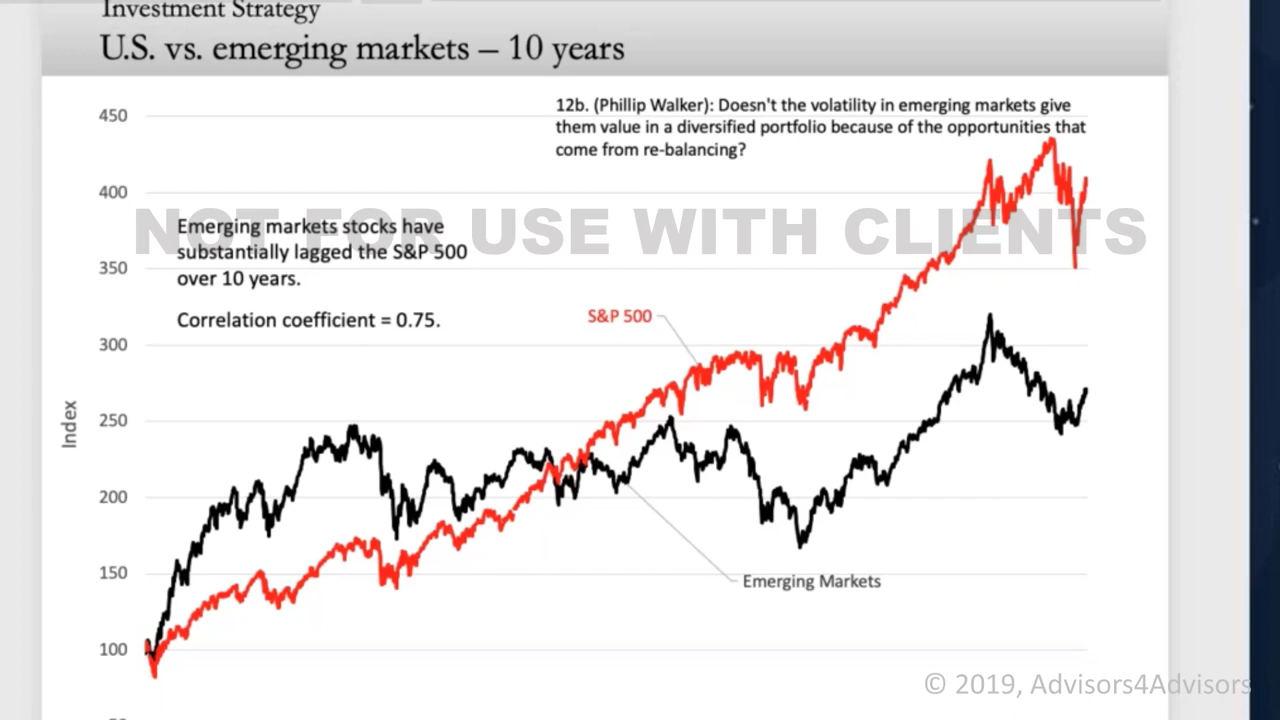 Investment Strategy
U.S. vs. emerging markets – 10 years
12b. (Phillip Walker): Doesn't the volatility in emerging markets give
them value in a diversified portfolio because of the opportunities that
come from re-balancing?
450
400
NOT FOR USE WITH CLIENTS
Emerging markets stocks have
substantially lagged the S&P 500
over 10 years.
350
Correlation coefficient = 0.75.
S&P 500
300
Index
250
200
150
Emerging Markets
100
© 2019, Advisors4Advisors